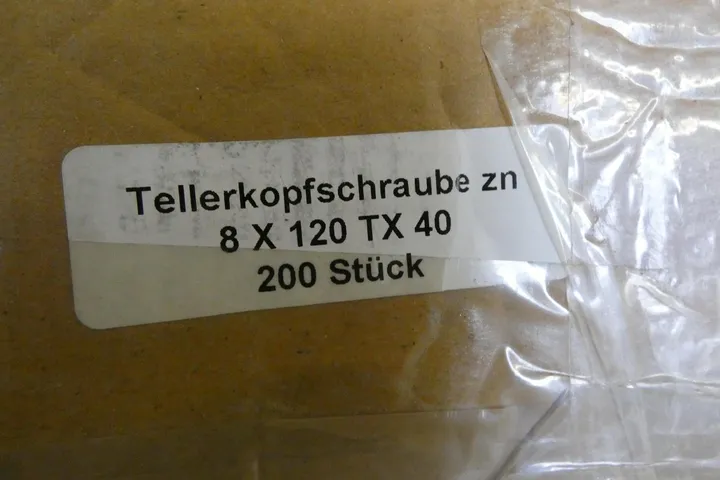 Tellerkopfschraube zn
8 X 120 TX 40
200 Stück